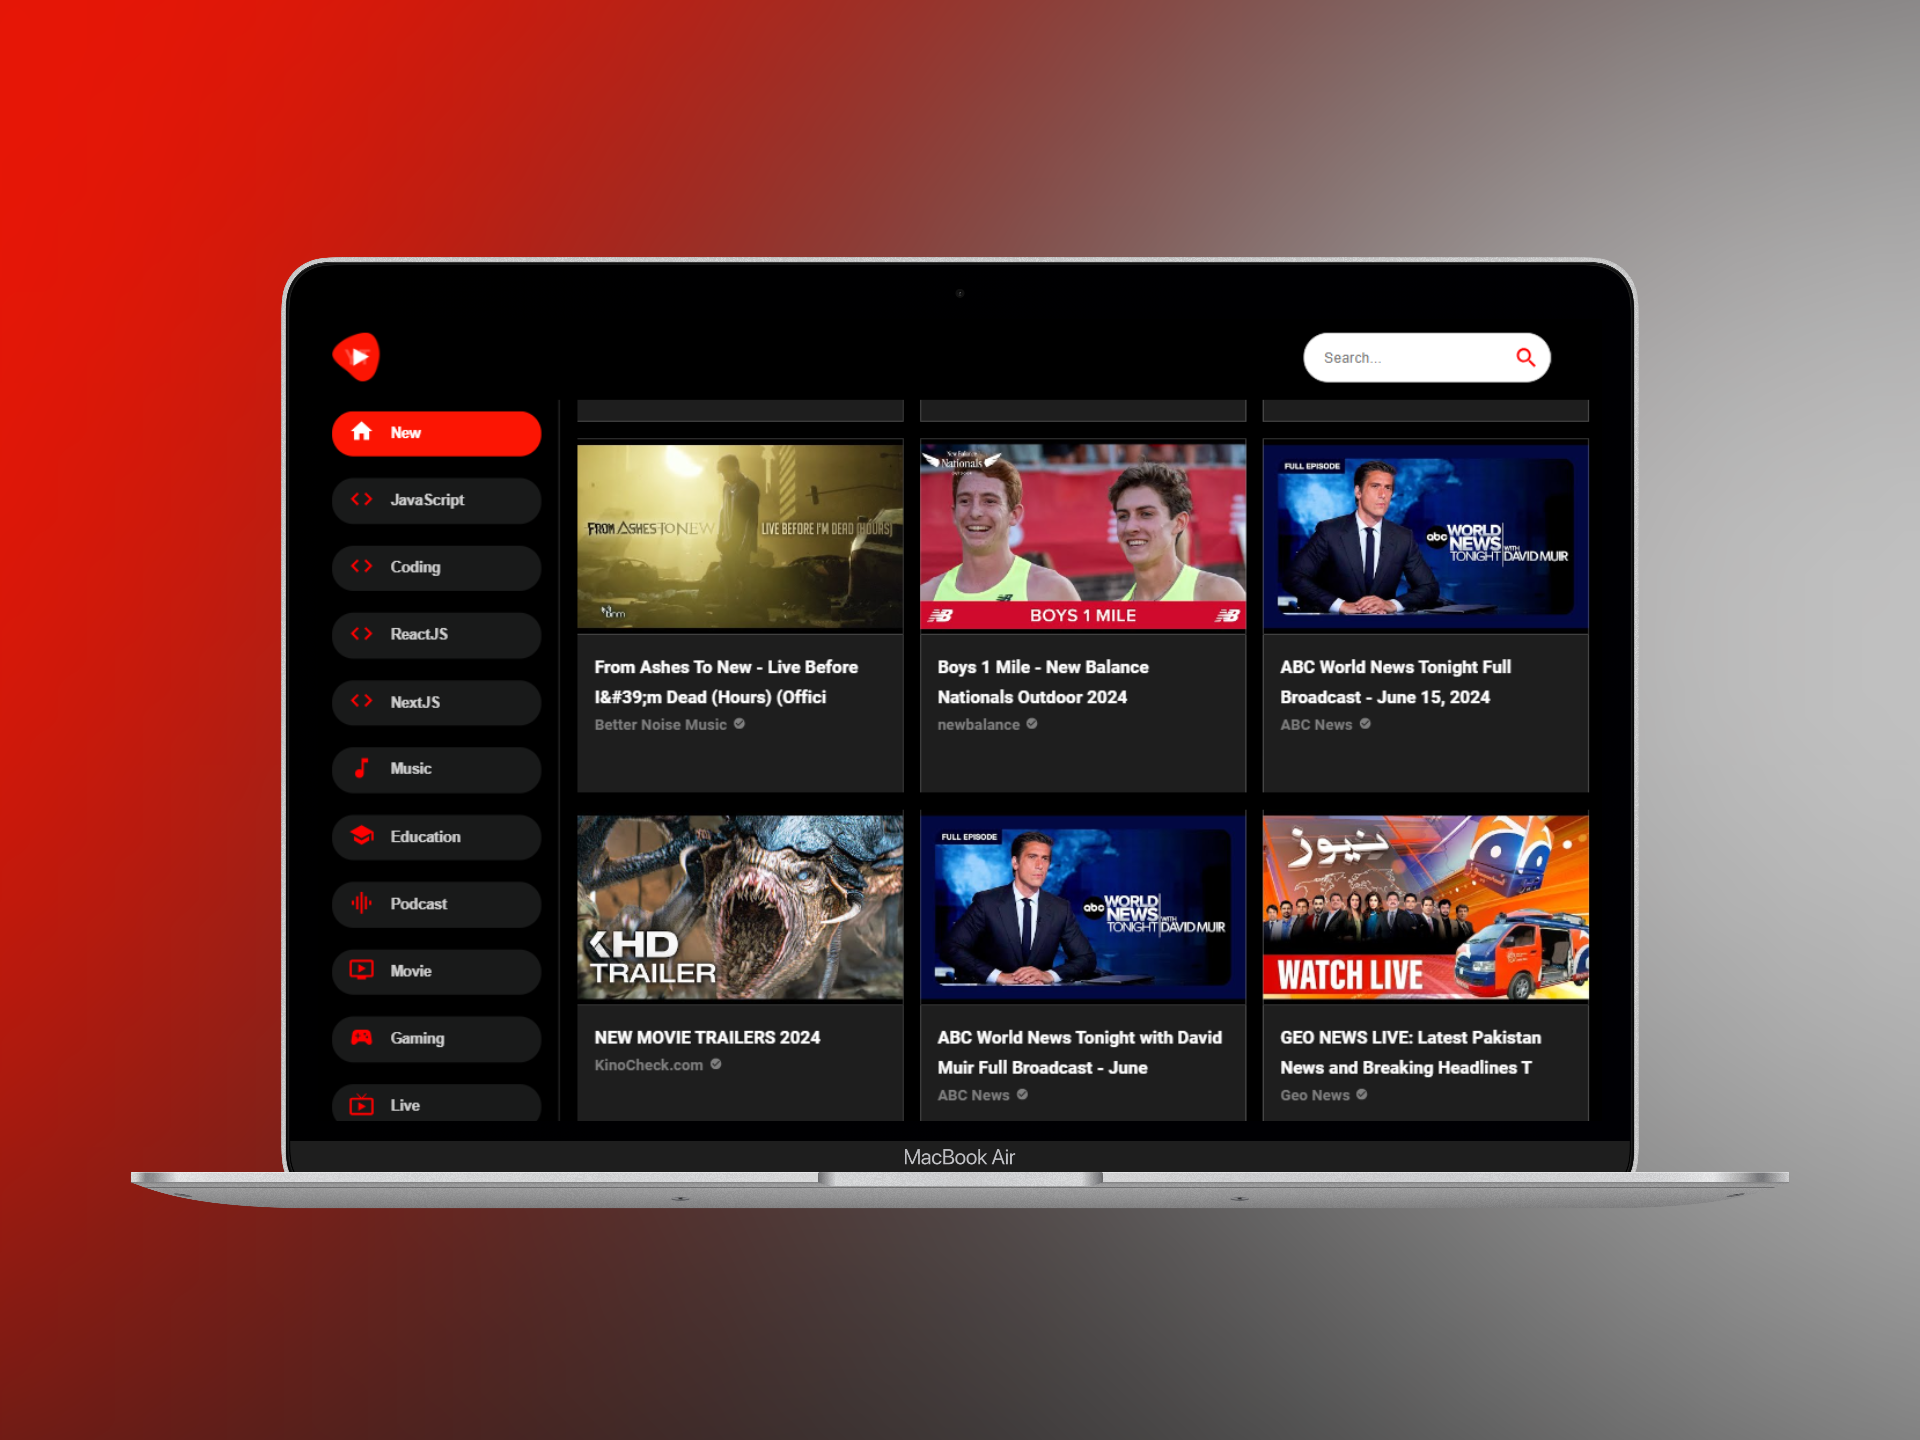 Search...
New
JavaScript
Coding
ReactJS
NextJS
Music
Education
Podcast
Movie
Gaming
Live
FROM ASHES TO NEW
LIVE BEFORE I'M DEAD (HOURS)
From Ashes To New - Live Before
I&#39;m Dead (Hours) (Offici
Better Noise Music
New Balance
Nationals
OUTDOOR
BOYS 1 MILE
Boys 1 Mile - New Balance
Nationals Outdoor 2024
newbalance
FULL EPISODE
abc
WORLD
NEWS
TONIGHT
WITH
DAVID MUIR
ABC World News Tonight Full
Broadcast - June 15, 2024
ABC News
KHD
TRAILER
NEW MOVIE TRAILERS 2024
KinoCheck.com
FULL EPISODE
abc
WORLD
NEWS
TONIGHT
WITH
DAVID MUIR
ABC World News Tonight with David
Muir Full Broadcast - June
ABC News
نیوز
WATCH LIVE
GEO NEWS LIVE: Latest Pakistan
News and Breaking Headlines T
Geo News
MacBook Air